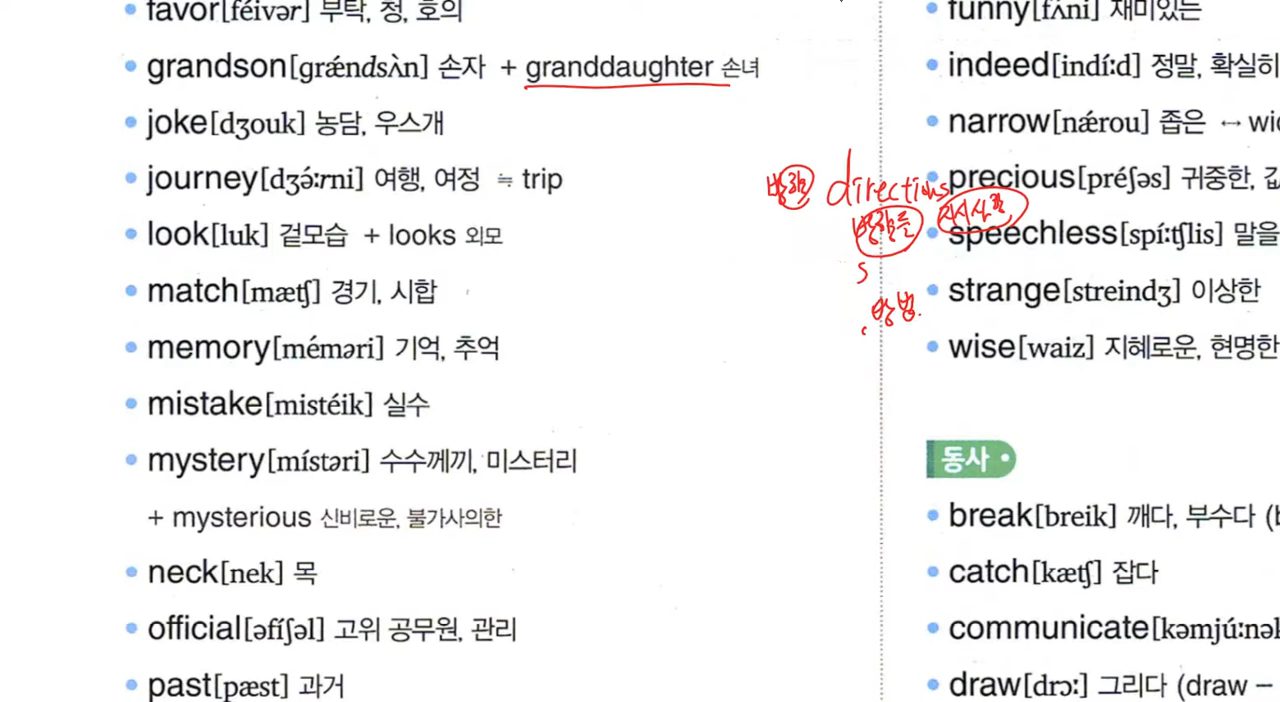 favor[féivər] 부탁, 청, 호의
grandson[grǽndsʌ̀n] 손자 + granddaughter 손녀
joke[dʒouk] 농담, 우스개
journey[dʒə́ːrni] 여행, 여정 ≒ trip
look[luk] 겉모습 + looks 외모
match[mætʃ] 경기, 시합
memory[méməri] 기억, 추억
mistake[mistéik] 실수
mystery[místəri] 수수께끼, 미스터리
+ mysterious 신비로운, 불가사의한
neck[nek] 목
official[əfíʃəl] 고위 공무원, 관리
past[pæst] 과거
directions
지시사항
방향들
s
방법.
funny[fʌ́ni] 재미있는
indeed[indíːd] 정말, 확실히
narrow[nǽrou] 좁은 ↔
precious[préʃəs] 귀중한,
speechless[spíːtʃlis] 말을
strange[streindʒ] 이상한
wise[waiz] 지혜로운, 현명한
동사
break[breik] 깨다, 부수다 (
catch[kætʃ] 잡다
communicate[kəmjúːnək
draw[drɔː] 그리다 (draw –